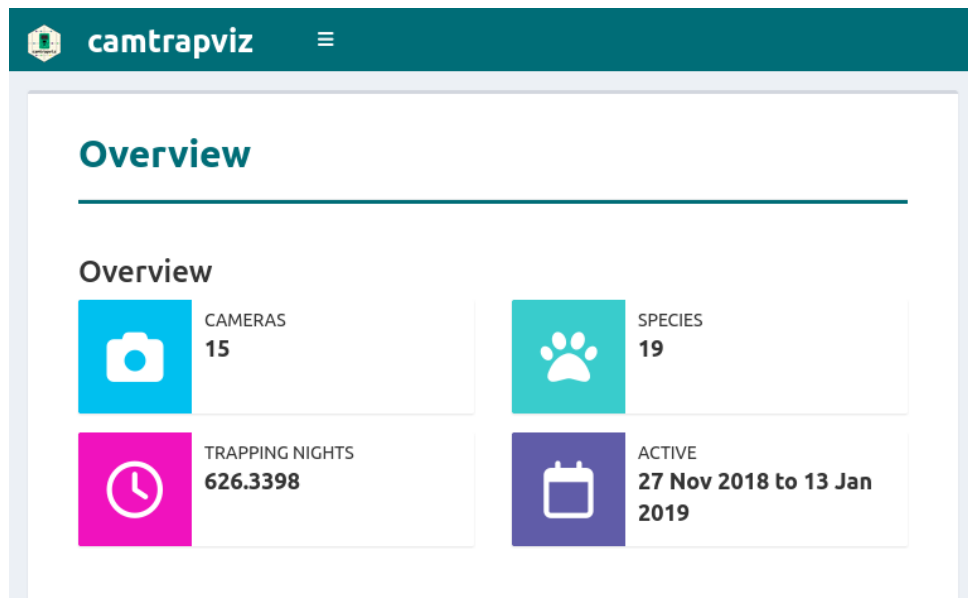 camtrapviz
Overview
Overview
CAMERAS
15
SPECIES
19
TRAPPING NIGHTS
626.3398
ACTIVE
27 Nov 2018 to 13 Jan
2019